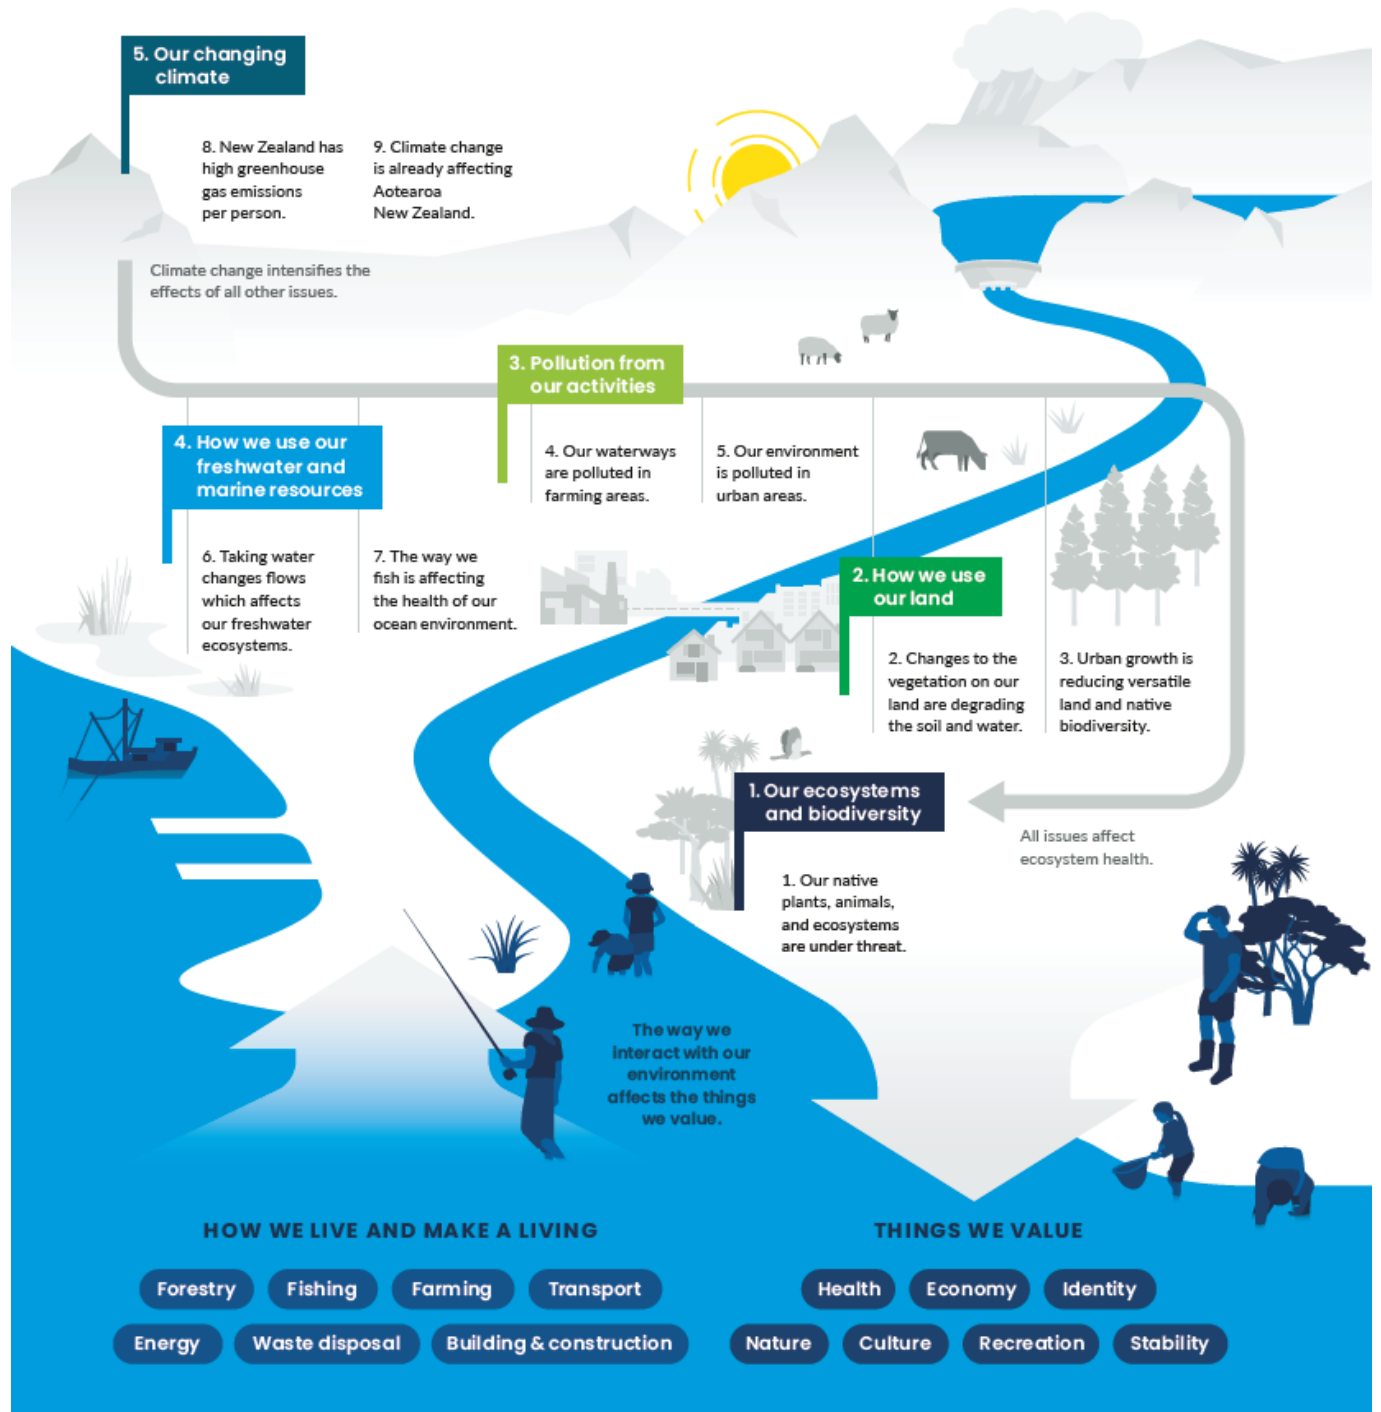 5. Our changing
climate
8. New Zealand has
high greenhouse
gas emissions
per person.
9. Climate change
is already affecting
Aotearoa
New Zealand.
Climate change intensifies the
effects of all other issues.
3. Pollution from
our activities
4. Our waterways
are polluted in
farming areas.
5. Our environment
is polluted in
urban areas.
4. How we use our
freshwater and
marine resources
6. Taking water
changes flows
which affects
our freshwater
ecosystems.
7. The way we
fish is affecting
the health of our
ocean environment.
2. How we use
our land
2. Changes to the
vegetation on our
land are degrading
the soil and water.
3. Urban growth is
reducing versatile
land and native
biodiversity.
1. Our ecosystems
and biodiversity
1. Our native
plants, animals,
and ecosystems
are under threat.
All issues affect
ecosystem health.
The way we
interact with our
environment
affects the things
we value.
HOW WE LIVE AND MAKE A LIVING
Forestry
Fishing
Farming
Transport
Energy
Waste disposal
Building & construction
THINGS WE VALUE
Health
Economy
Identity
Nature
Culture
Recreation
Stability